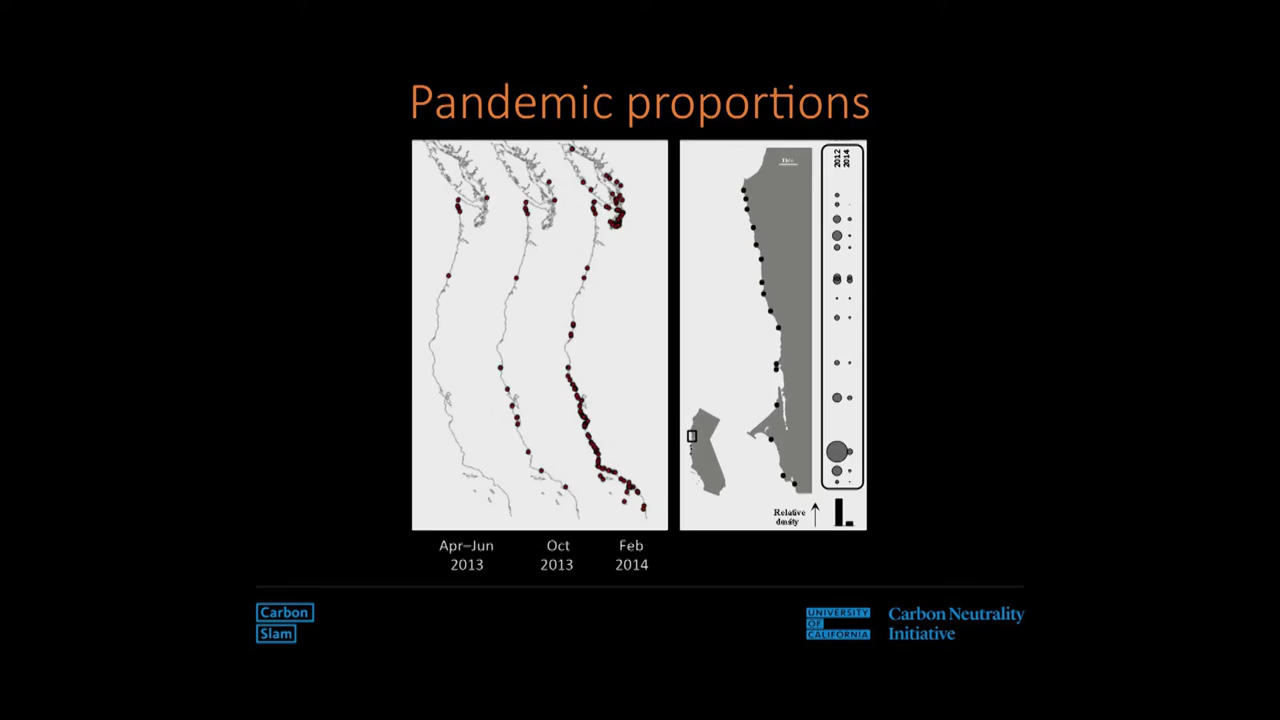 Pandemic proportions
2012
2014
Relative
density
Apr–Jun
2013
Oct
2013
Feb
2014
Carbon
Slam
UNIVERSITY
OF
CALIFORNIA
Carbon Neutrality
Initiative